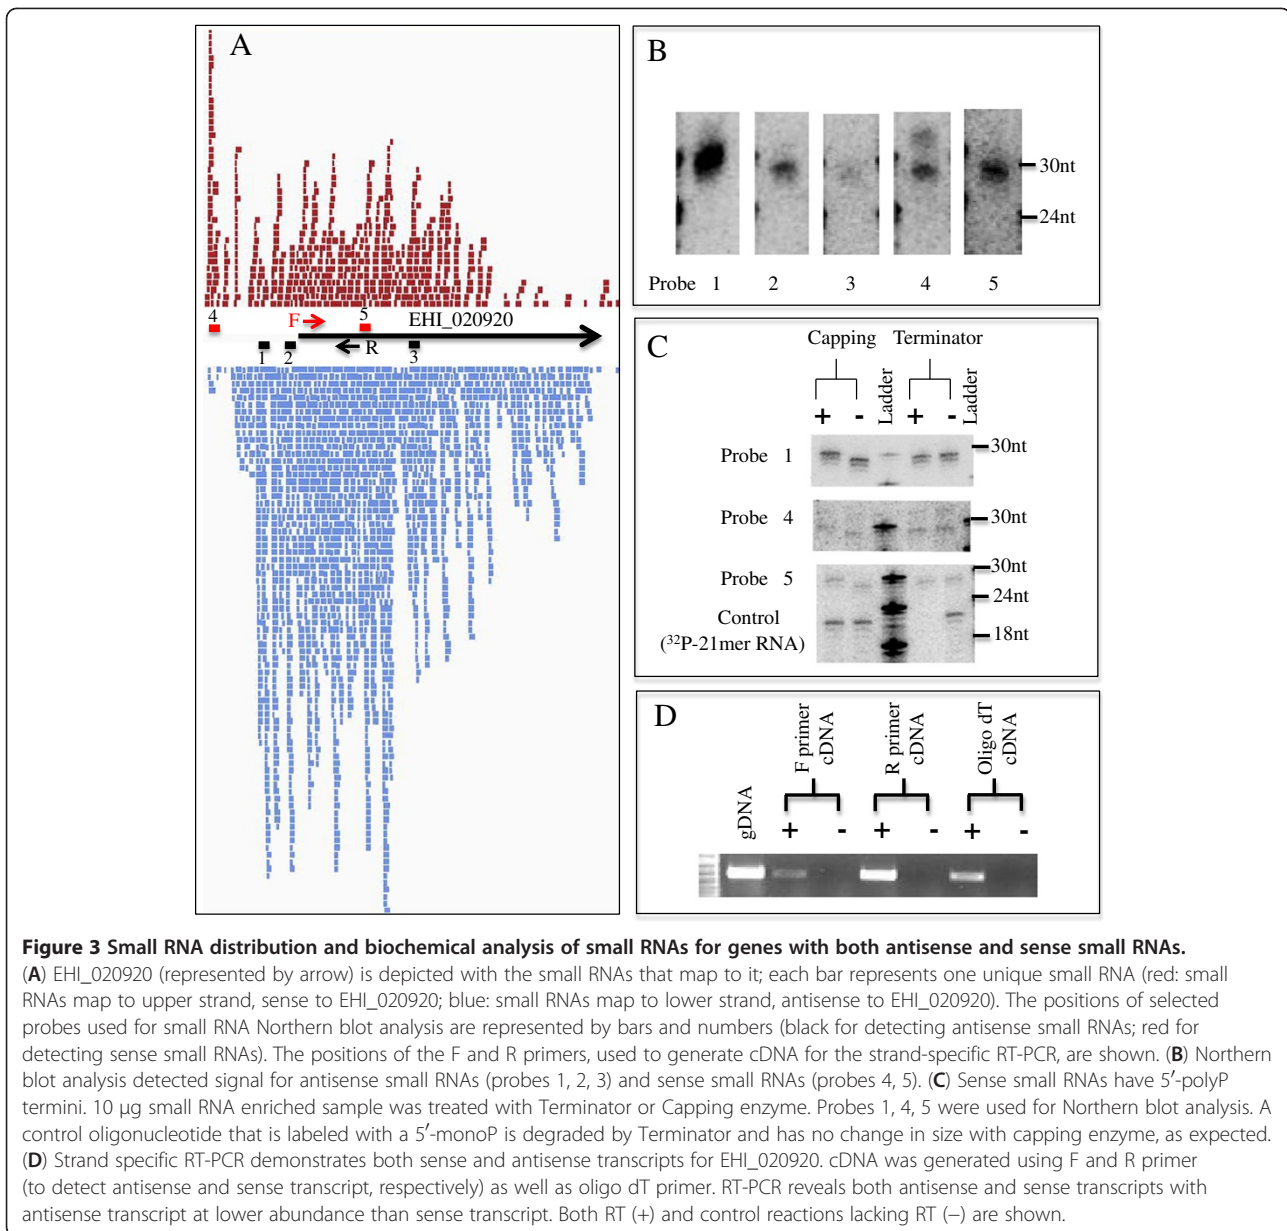 A
4
F
5
EHI_020920
1
2
R
3
B
30nt
24nt
Probe 1 2 3 4 5
C
Capping Terminator
+ - Ladder + - Ladder
Probe 1
30nt
Probe 4
30nt
Probe 5
30nt
24nt
Control
(³²P-21mer RNA)
18nt
D
gDNA
F primer
cDNA
R primer
cDNA
Oligo dT
cDNA
+ - + - + -
Figure 3 Small RNA distribution and biochemical analysis of small RNAs for genes with both antisense and sense small RNAs.
(A) EHI_020920 (represented by arrow) is depicted with the small RNAs that map to it; each bar represents one unique small RNA (red: small
RNAs map to upper strand, sense to EHI_020920; blue: small RNAs map to lower strand, antisense to EHI_020920). The positions of selected
probes used for small RNA Northern blot analysis are represented by bars and numbers (black for detecting antisense small RNAs; red for
detecting sense small RNAs). The positions of the F and R primers, used to generate cDNA for the strand-specific RT-PCR, are shown. (B) Northern
blot analysis detected signal for antisense small RNAs (probes 1, 2, 3) and sense small RNAs (probes 4, 5). (C) Sense small RNAs have 5′-polyP
termini. 10 μg small RNA enriched sample was treated with Terminator or Capping enzyme. Probes 1, 4, 5 were used for Northern blot analysis. A
control oligonucleotide that is labeled with a 5′-monoP is degraded by Terminator and has no change in size with capping enzyme, as expected.
(D) Strand specific RT-PCR demonstrates both sense and antisense transcripts for EHI_020920. cDNA was generated using F and R primer
(to detect antisense and sense transcript, respectively) as well as oligo dT primer. RT-PCR reveals both antisense and sense transcripts with
antisense transcript at lower abundance than sense transcript. Both RT (+) and control reactions lacking RT (−) are shown.